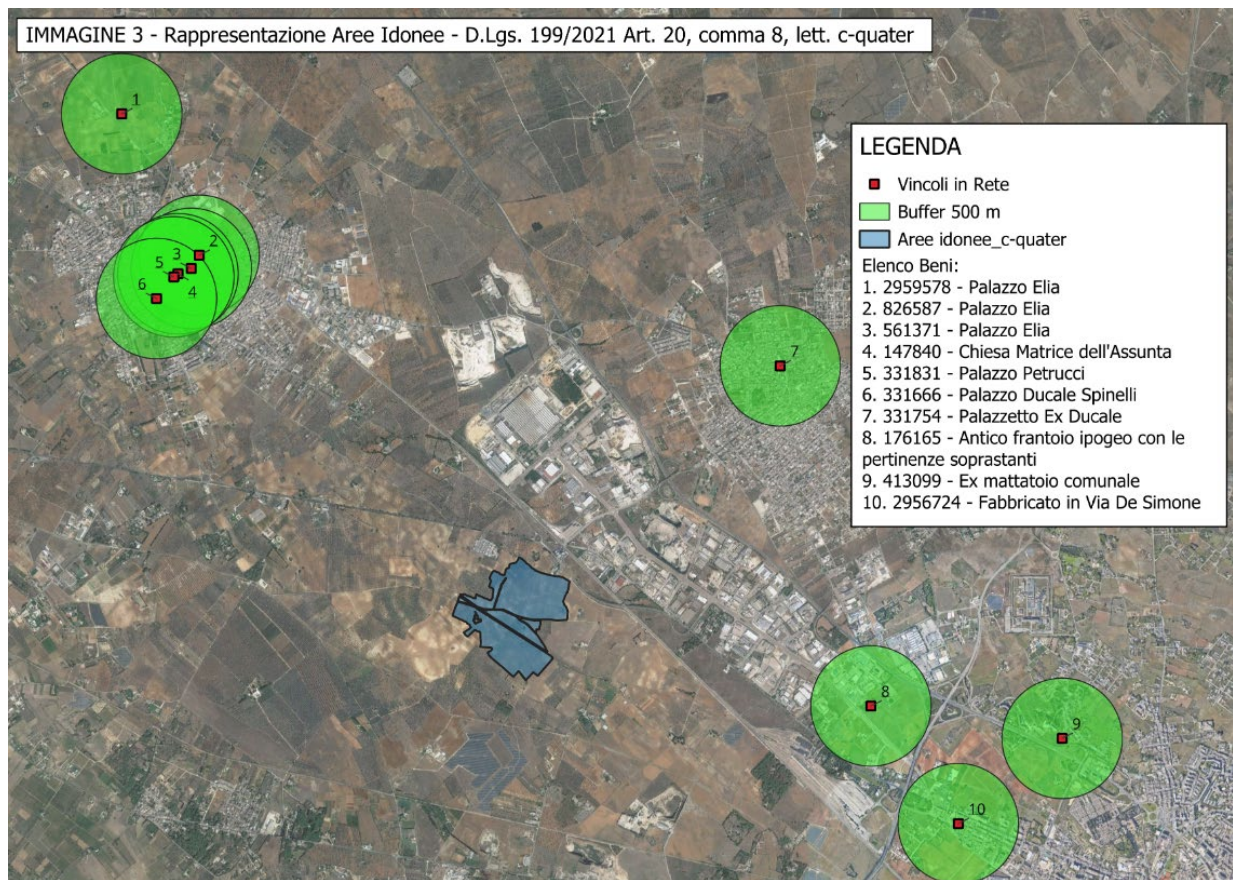 IMMAGINE 3 - Rappresentazione Aree Idonee - D.Lgs. 199/2021 Art. 20, comma 8, lett. c-quater
1
2
3
5
4
6
7
8
9
10
LEGENDA
Vincoli in Rete
Buffer 500 m
Aree idonee_c-quater
Elenco Beni:
1. 2959578 - Palazzo Elia
2. 826587 - Palazzo Elia
3. 561371 - Palazzo Elia
4. 147840 - Chiesa Matrice dell'Assunta
5. 331831 - Palazzo Petrucci
6. 331666 - Palazzo Ducale Spinelli
7. 331754 - Palazzetto Ex Ducale
8. 176165 - Antico frantoio ipogeo con le
pertinenze soprastanti
9. 413099 - Ex mattatoio comunale
10. 2956724 - Fabbricato in Via De Simone